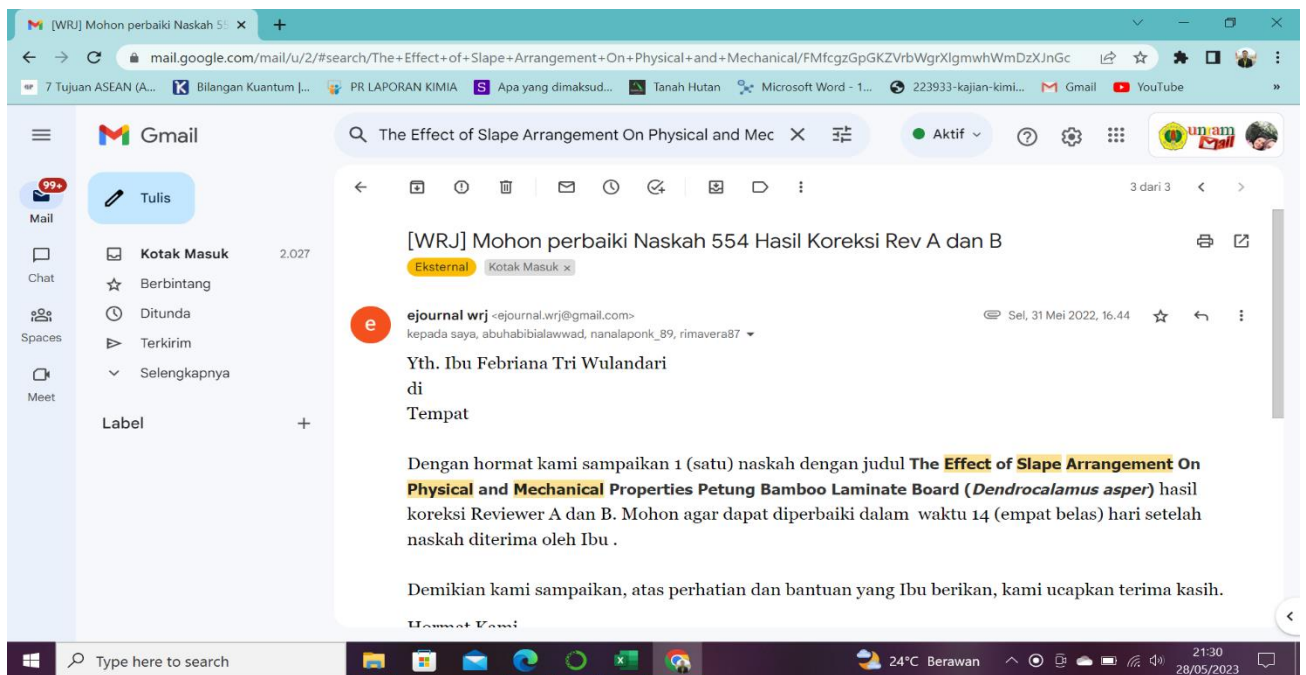 [WRJ] Mohon perbaiki Naskah 55
mail.google.com/mail/u/2/#search/The+Effect+of+Slape+Arrangement+On+Physical+and+Mechanical/FMfcgzGpGKZVrbWgrXlgmwhWmDzXJnGc
7 Tujuan ASEAN (A... Bilangan Kuantum |... PR LAPORAN KIMIA Apa yang dimaksud... Tanah Hutan Microsoft Word - 1... 223933-kajian-kimi... Gmail YouTube »
Gmail
The Effect of Slape Arrangement On Physical and Mec
Aktif
unram Mail
99+
Mail
Chat
Spaces
Meet
Tulis
Kotak Masuk 2.027
Berbintang
Ditunda
Terkirim
Selengkapnya
Label +
3 dari 3
[WRJ] Mohon perbaiki Naskah 554 Hasil Koreksi Rev A dan B
Eksternal Kotak Masuk x
e
ejournal wrj <ejournal.wrj@gmail.com> Sel, 31 Mei 2022, 16.44
kepada saya, abuhabibialawwad, nanalaponk_89, rimavera87
Yth. Ibu Febriana Tri Wulandari
di
Tempat
Dengan hormat kami sampaikan 1 (satu) naskah dengan judul The Effect of Slape Arrangement On
Physical and Mechanical Properties Petung Bamboo Laminate Board (Dendrocalamus asper) hasil
koreksi Reviewer A dan B. Mohon agar dapat diperbaiki dalam waktu 14 (empat belas) hari setelah
naskah diterima oleh Ibu .
Demikian kami sampaikan, atas perhatian dan bantuan yang Ibu berikan, kami ucapkan terima kasih.
Hormat Kami
Type here to search
24°C Berawan
21:30
28/05/2023